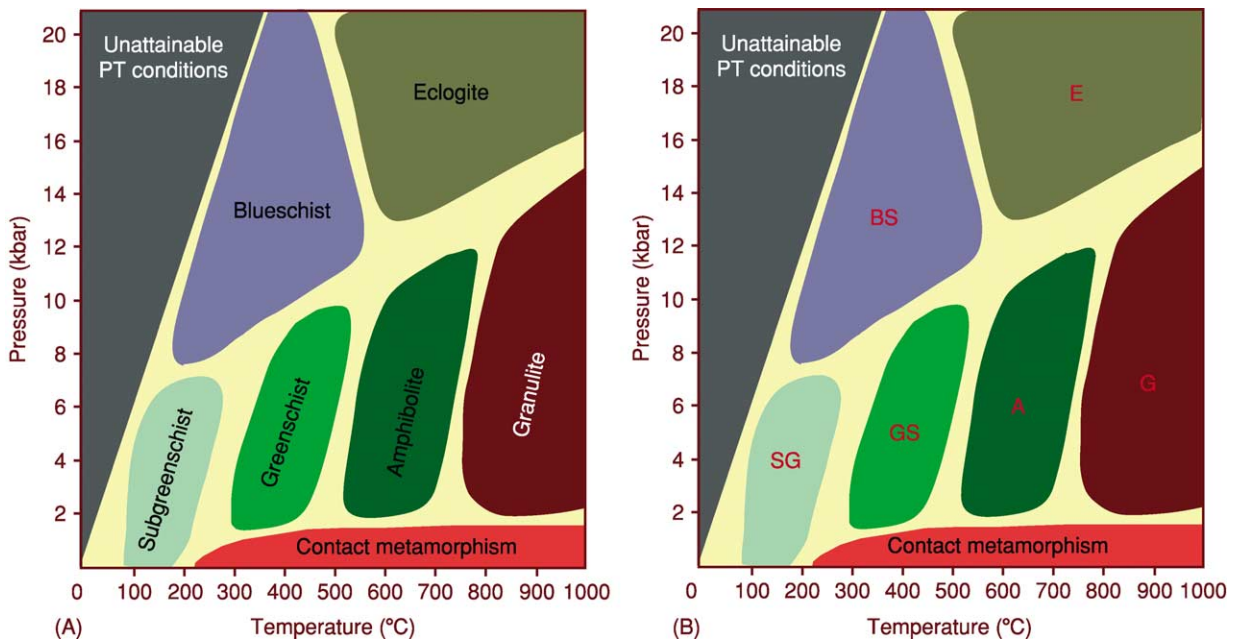 Unattainable
PT conditions
Eclogite
Blueschist
Subgreenschist
Greenschist
Amphibolite
Granulite
Contact metamorphism
Pressure (kbar)
20
18
16
14
12
10
8
6
4
2
0 100 200 300 400 500 600 700 800 900 1000
(A) Temperature (°C)
Unattainable
PT conditions
E
BS
SG
GS
A
G
Contact metamorphism
Pressure (kbar)
20
18
16
14
12
10
8
6
4
2
0 100 200 300 400 500 600 700 800 900 1000
(B) Temperature (°C)